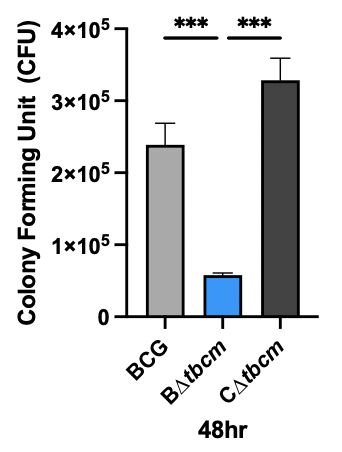 *** ***
Colony Forming Unit (CFU)
4×10⁵
3×10⁵
2×10⁵
1×10⁵
0
BCG
BΔtbcm
CΔtbcm
48hr